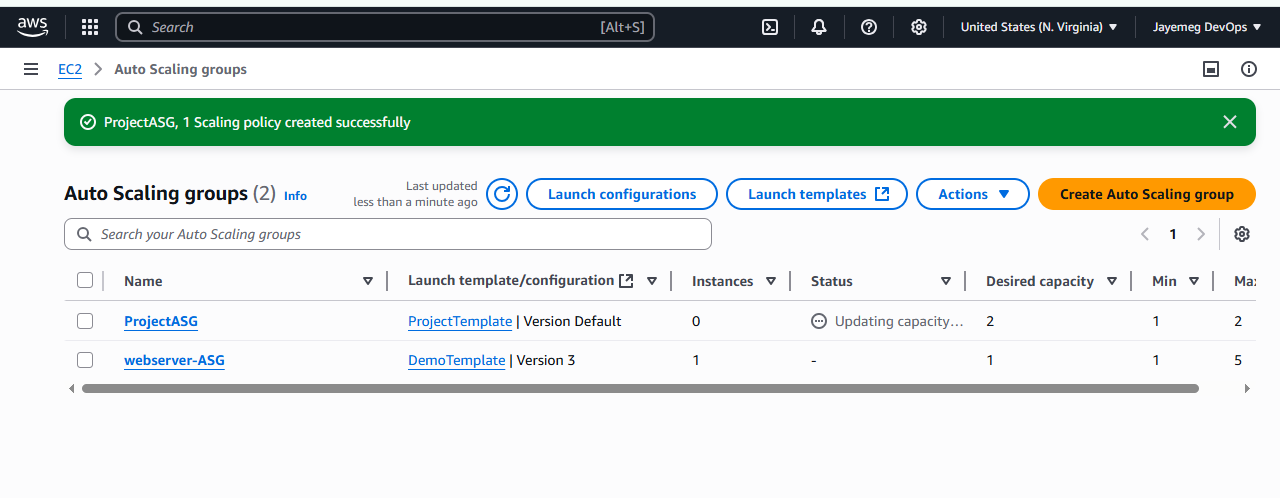 aws Search [Alt+S] United States (N. Virginia) Jayemeg DevOps
EC2 Auto Scaling groups
ProjectASG, 1 Scaling policy created successfully
Auto Scaling groups (2) Info
Last updated
less than a minute ago
Launch configurations Launch templates Actions Create Auto Scaling group
Search your Auto Scaling groups 1
Name Launch template/configuration Instances Status Desired capacity Min Max
ProjectASG ProjectTemplate | Version Default 0 Updating capacity… 2 1 2
webserver-ASG DemoTemplate | Version 3 1 - 1 1 5